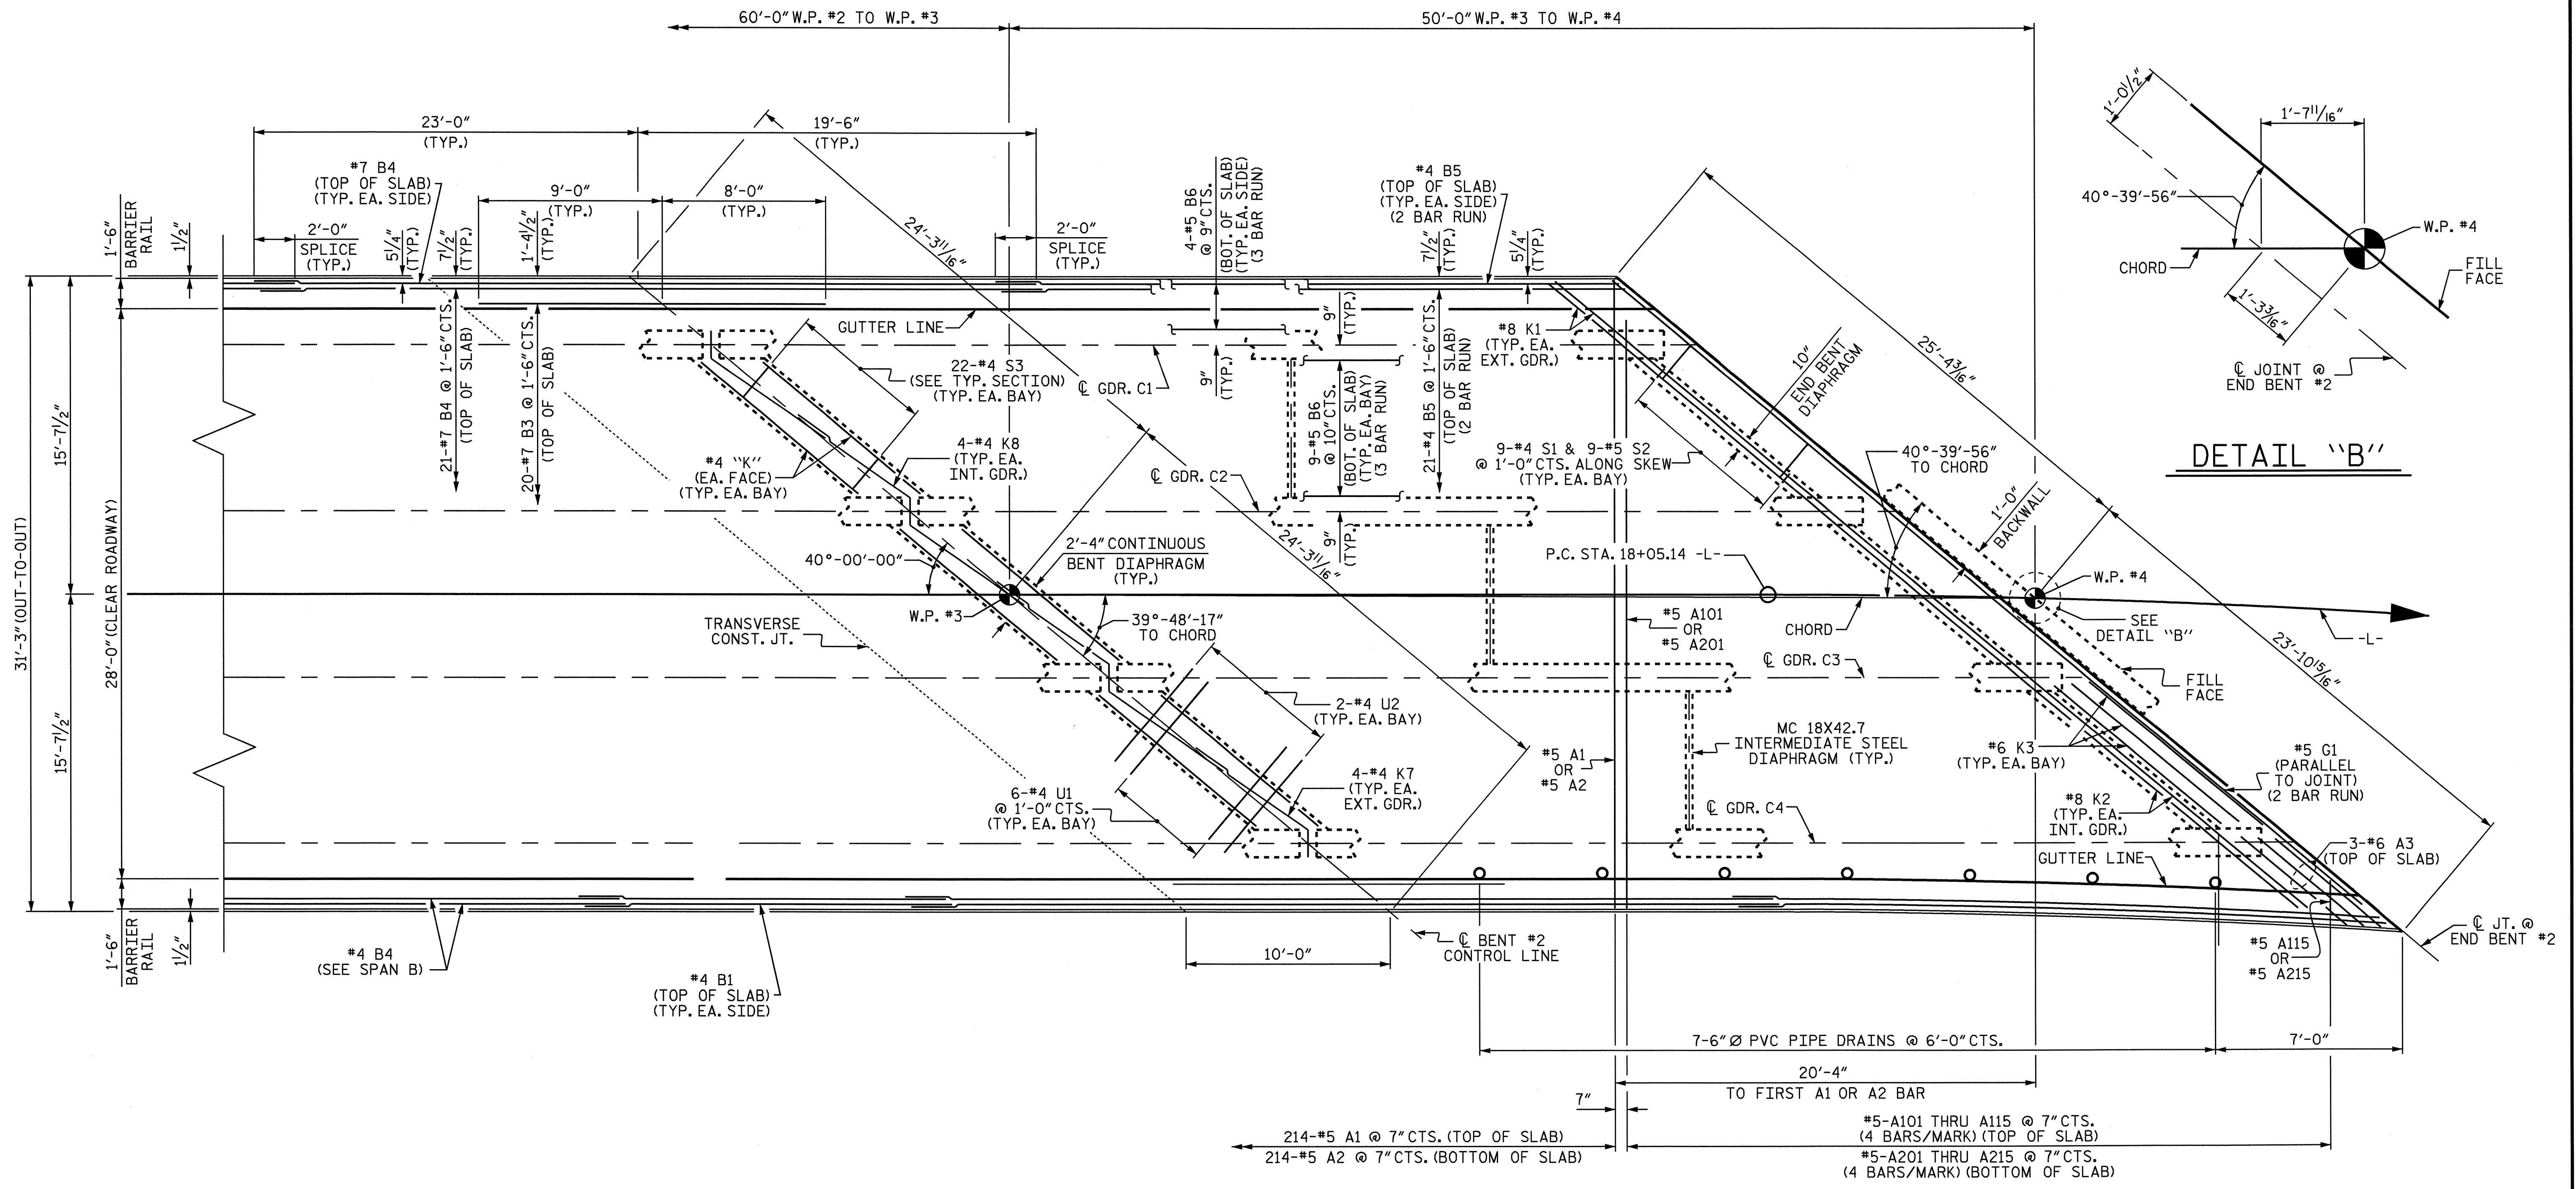 60'-0" W.P. #2 TO W.P. #3
50'-0" W.P. #3 TO W.P. #4
23'-0"
(TYP.)
19'-6"
(TYP.)
#7 B4
(TOP OF SLAB)
(TYP. EA. SIDE)
9'-0"
(TYP.)
8'-0"
(TYP.)
1'-6"
BARRIER
RAIL
1 1/2"
2'-0"
SPLICE
(TYP.)
5 1/4"
(TYP.)
7 1/2"
(TYP.)
1'-4 1/2"
(TYP.)
24'-3 11/16"
2'-0"
SPLICE
(TYP.)
4-#5 B6
@ 9" CTS.
(BOT. OF SLAB)
(TYP. EA. SIDE)
(3 BAR RUN)
#4 B5
(TOP OF SLAB)
(TYP. EA. SIDE)
(2 BAR RUN)
7 1/2"
(TYP.)
5 1/4"
(TYP.)
1'-0 1/2"
1'-7 11/16"
40°-39'-56"
W.P. #4
CHORD
FILL
FACE
1'-3 3/16"
℄ JOINT @
END BENT #2
DETAIL "B"
31'-3" (OUT-TO-OUT)
15'-7 1/2"
15'-7 1/2"
28'-0" (CLEAR ROADWAY)
21-#7 B4 @ 1'-6" CTS.
(TOP OF SLAB)
20-#7 B3 @ 1'-6" CTS.
(TOP OF SLAB)
GUTTER LINE
22-#4 S3
(SEE TYP. SECTION)
(TYP. EA. BAY)
℄ GDR. C1
9"
(TYP.)
9"
(TYP.)
9-#5 B6
@ 10" CTS.
(BOT. OF SLAB)
(TYP. EA. BAY)
(3 BAR RUN)
21-#4 B5 @ 1'-6" CTS.
(TOP OF SLAB)
(2 BAR RUN)
#8 K1
(TYP. EA.
EXT. GDR.)
10"
END BENT
DIAPHRAGM
25'-4 3/16"
#4 "K"
(EA. FACE)
(TYP. EA. BAY)
4-#4 K8
(TYP. EA.
INT. GDR.)
℄ GDR. C2
9"
(TYP.)
9-#4 S1 & 9-#5 S2
@ 1'-0" CTS. ALONG SKEW
(TYP. EA. BAY)
40°-39'-56"
TO CHORD
1'-0"
BACKWALL
40°-00'-00"
2'-4" CONTINUOUS
BENT DIAPHRAGM
(TYP.)
24'-3 11/16"
P.C. STA. 18+05.14 -L-
W.P. #4
W.P. #3
TRANSVERSE
CONST. JT.
39°-48'-17"
TO CHORD
#5 A101
OR
#5 A201
CHORD
SEE
DETAIL "B"
-L-
℄ GDR. C3
23'-10 15/16"
FILL
FACE
2-#4 U2
(TYP. EA. BAY)
MC 18X42.7
INTERMEDIATE STEEL
DIAPHRAGM (TYP.)
#5 A1
OR
#5 A2
#6 K3
(TYP. EA. BAY)
#5 G1
(PARALLEL
TO JOINT)
(2 BAR RUN)
6-#4 U1
@ 1'-0" CTS.
(TYP. EA. BAY)
4-#4 K7
(TYP. EA.
EXT. GDR.)
℄ GDR. C4
#8 K2
(TYP. EA.
INT. GDR.)
GUTTER LINE
3-#6 A3
(TOP OF SLAB)
1'-6"
BARRIER
RAIL
1 1/2"
#4 B4
(SEE SPAN B)
#4 B1
(TOP OF SLAB)
(TYP. EA. SIDE)
10'-0"
℄ BENT #2
CONTROL LINE
#5 A115
OR
#5 A215
℄ JT. @
END BENT #2
7-6" Ø PVC PIPE DRAINS @ 6'-0" CTS.
7'-0"
20'-4"
TO FIRST A1 OR A2 BAR
7"
214-#5 A1 @ 7" CTS. (TOP OF SLAB)
214-#5 A2 @ 7" CTS. (BOTTOM OF SLAB)
#5-A101 THRU A115 @ 7" CTS.
(4 BARS/MARK) (TOP OF SLAB)
#5-A201 THRU A215 @ 7" CTS.
(4 BARS/MARK) (BOTTOM OF SLAB)